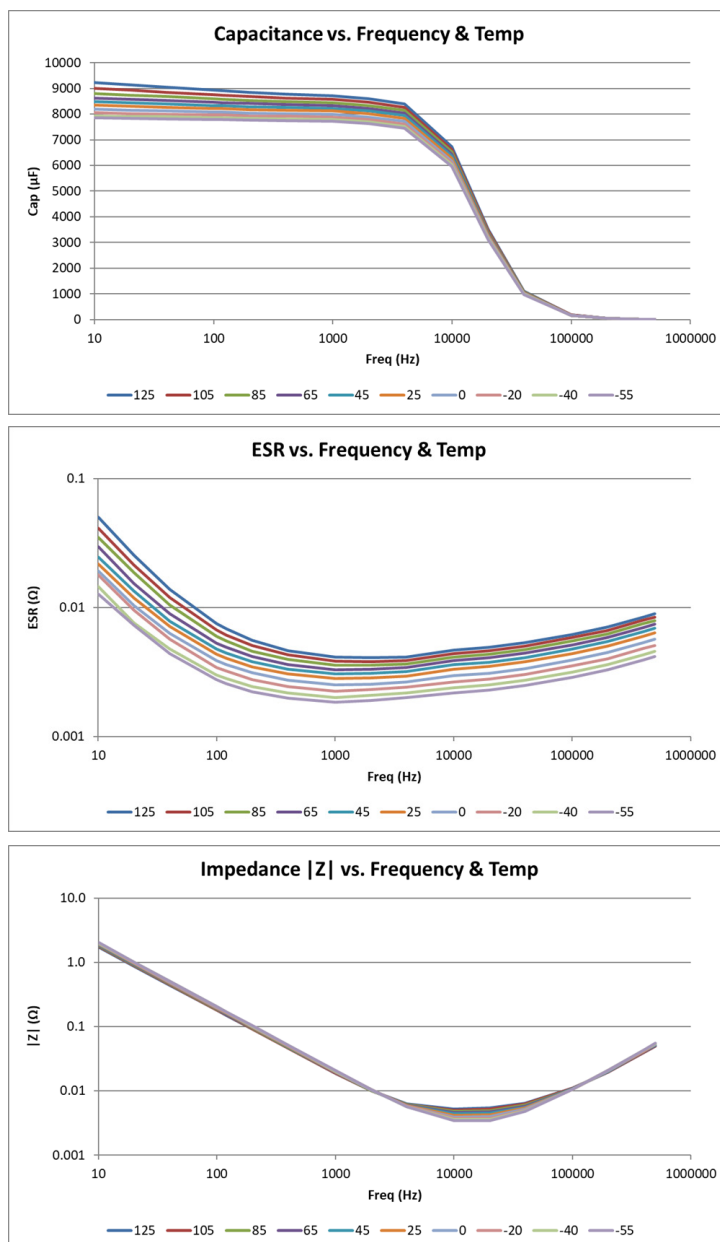 Capacitance vs. Frequency & Temp
10000
9000
8000
7000
6000
5000
4000
3000
2000
1000
0
Cap (µF)
10 100 1000 10000 100000 1000000
Freq (Hz)
125 105 85 65 45 25 0 -20 -40 -55
ESR vs. Frequency & Temp
0.1
0.01
0.001
ESR (Ω)
10 100 1000 10000 100000 1000000
Freq (Hz)
125 105 85 65 45 25 0 -20 -40 -55
Impedance |Z| vs. Frequency & Temp
10.0
1.0
0.1
0.01
0.001
|Z| (Ω)
10 100 1000 10000 100000 1000000
Freq (Hz)
125 105 85 65 45 25 0 -20 -40 -55